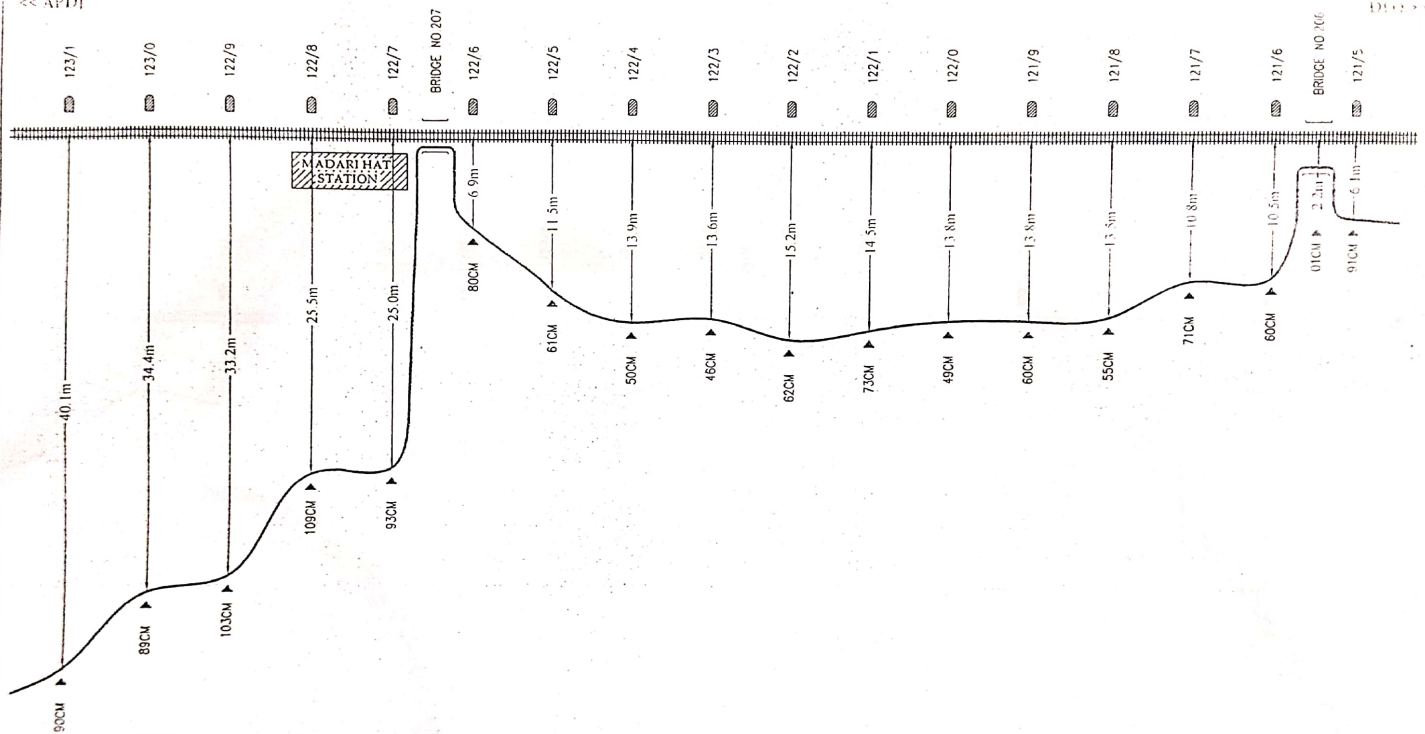 << APDJ
123/1
123/0
122/9
122/8
122/7
BRIDGE NO 207
122/6
122/5
122/4
122/3
122/2
122/1
122/0
121/9
121/8
121/7
121/6
BRIDGE NO 206
121/5
MADARI HAT
STATION
40.1m
34.4m
33.2m
25.5m
25.0m
6.9m
11.5m
13.9m
13.6m
15.2m
14.5m
13.8m
13.8m
13.5m
10.8m
10.5m
2.2m
6.1m
90CM
89CM
103CM
109CM
93CM
80CM
61CM
50CM
46CM
62CM
73CM
49CM
60CM
55CM
71CM
60CM
01CM
91CM